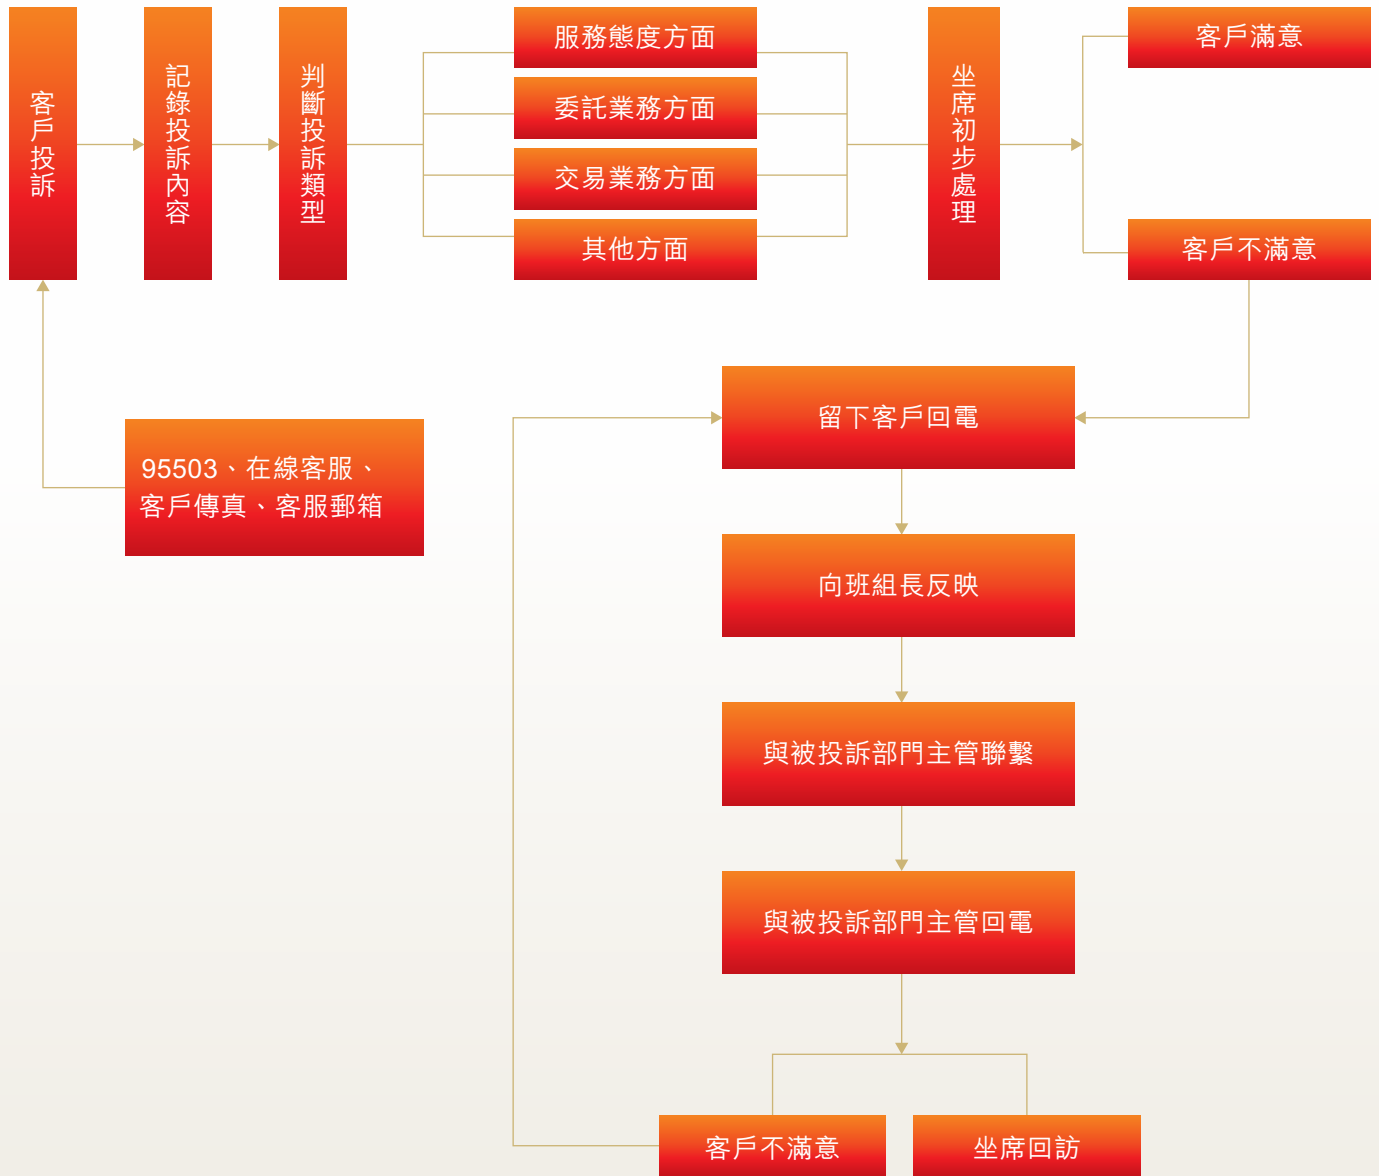 客戶投訴
記錄投訴內容
判斷投訴類型
服務態度方面
委託業務方面
交易業務方面
其他方面
坐席初步處理
客戶滿意
客戶不滿意
95503、在線客服、
客戶傳真、客服郵箱
留下客戶回電
向班組長反映
與被投訴部門主管聯繫
與被投訴部門主管回電
客戶不滿意
坐席回訪